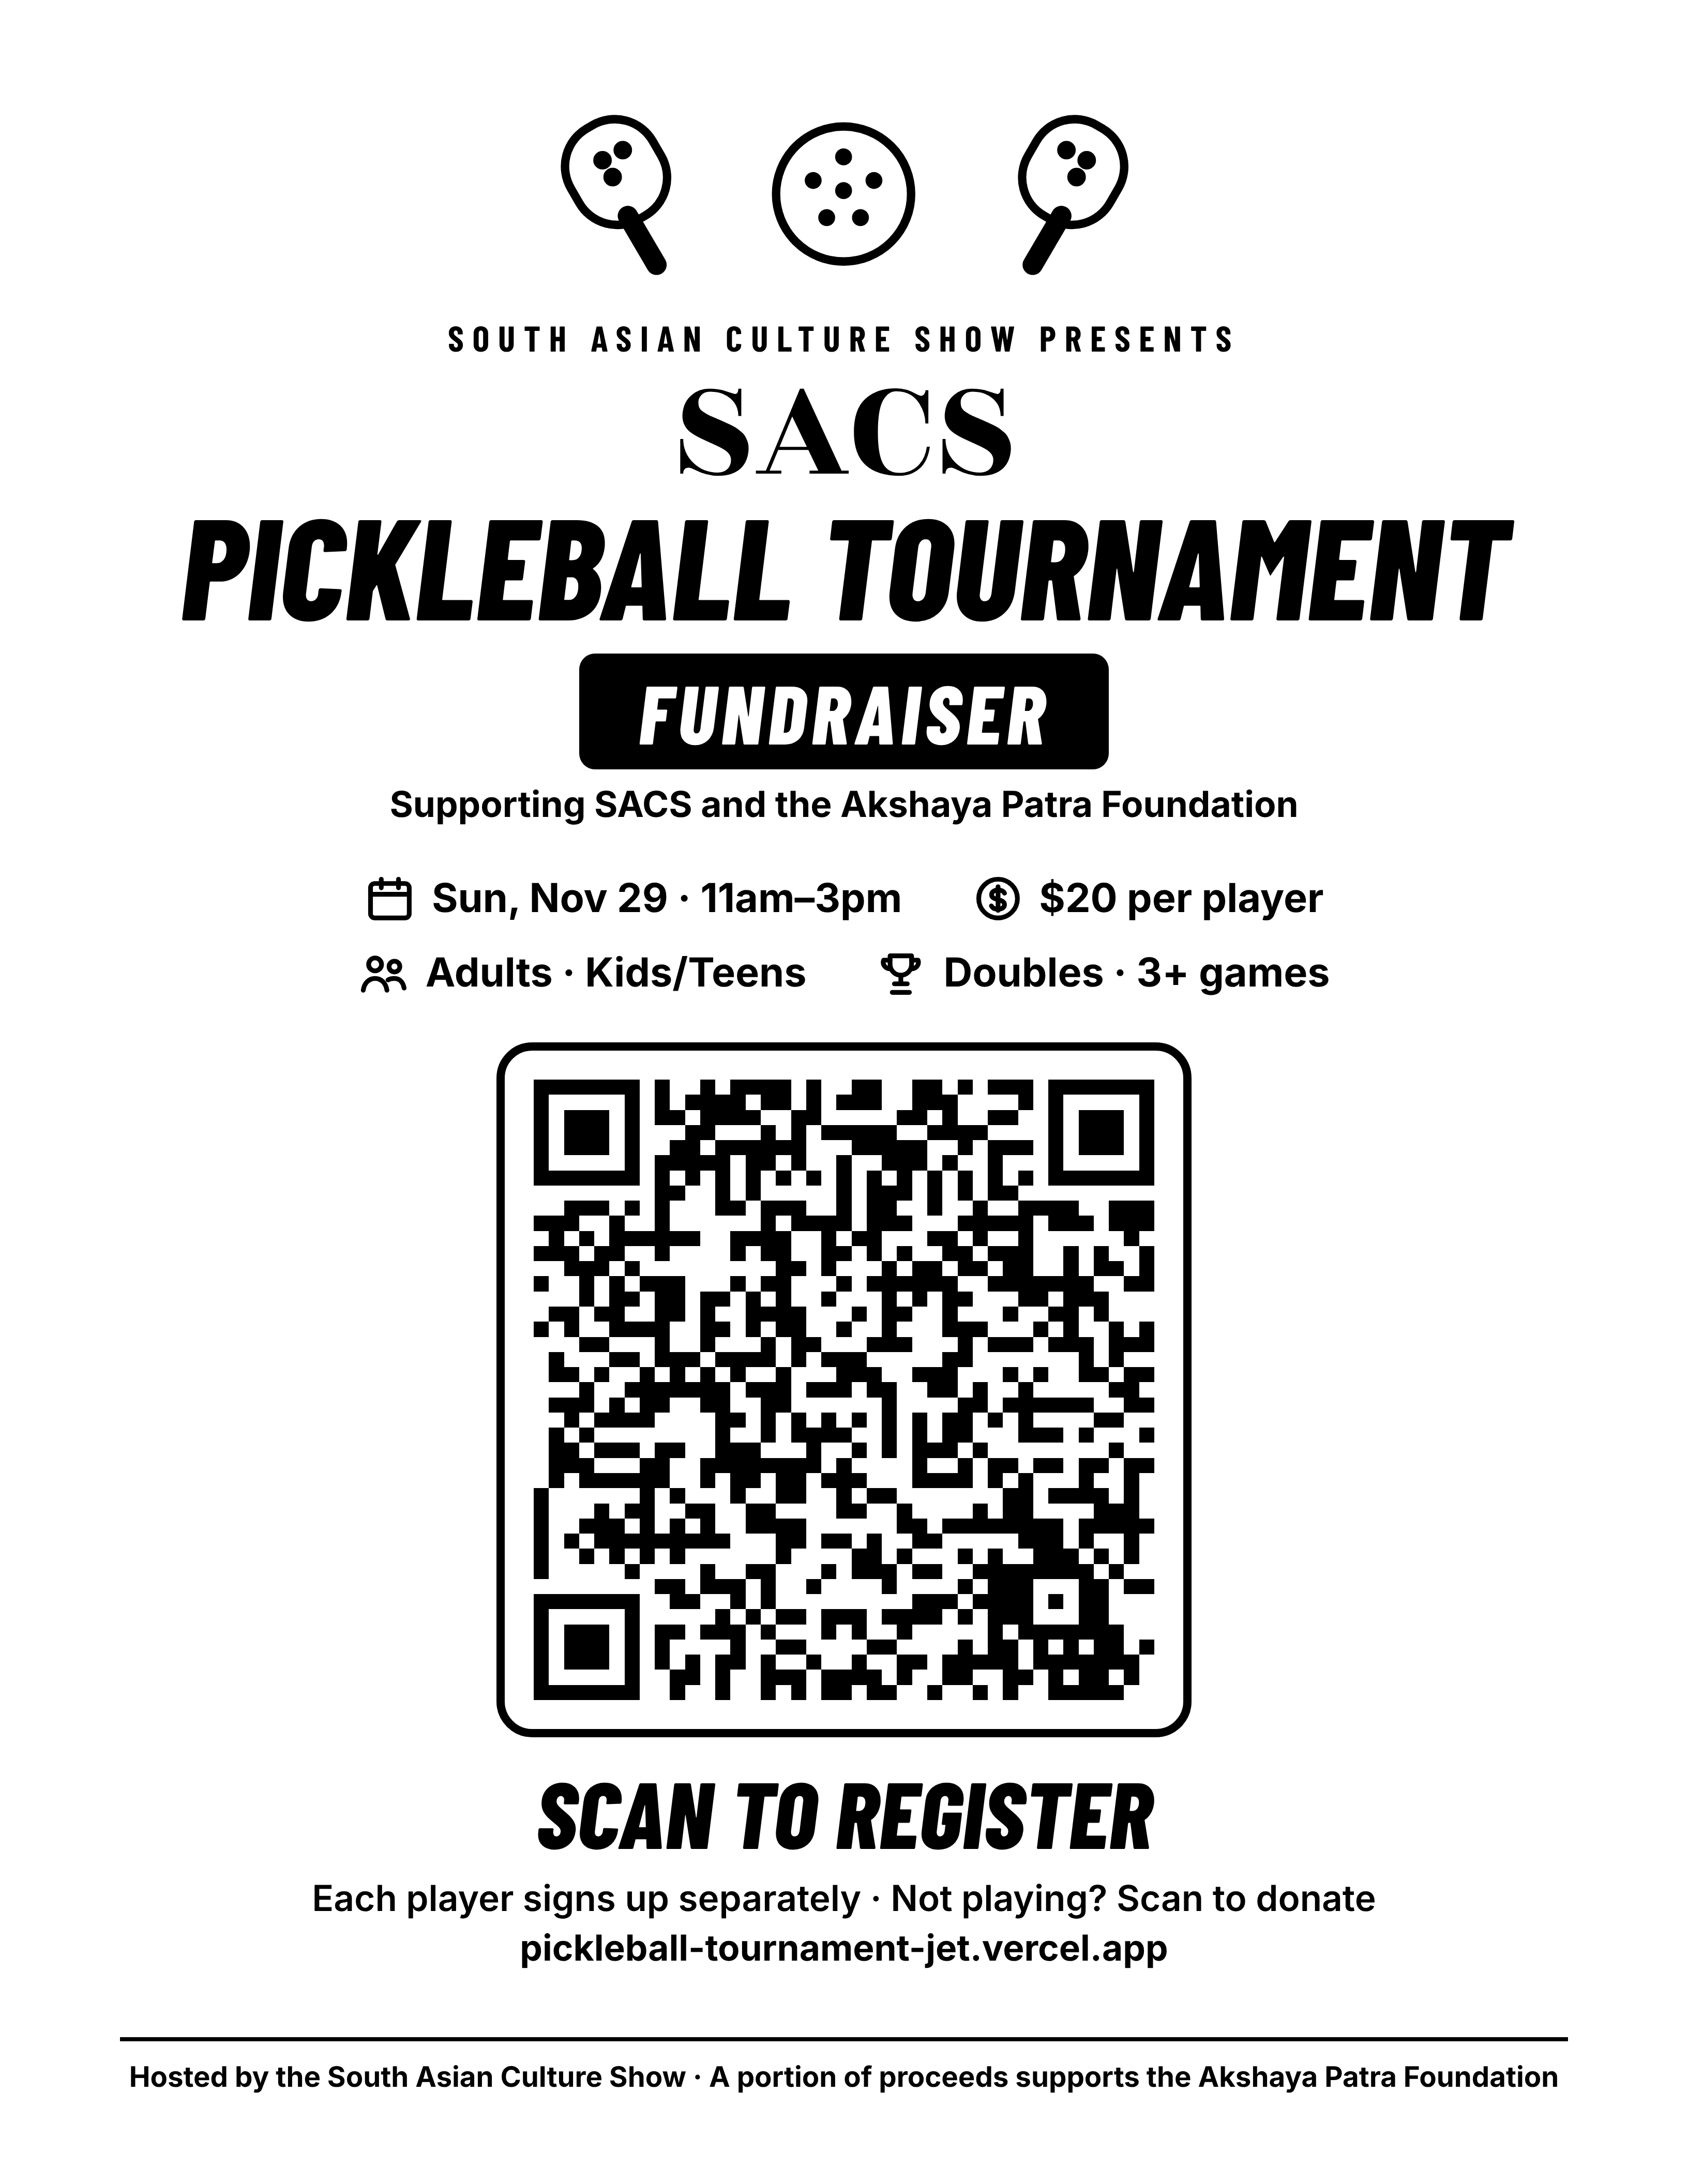 SOUTH ASIAN CULTURE SHOW PRESENTS
SACS
PICKLEBALL TOURNAMENT
FUNDRAISER
Supporting SACS and the Akshaya Patra Foundation
Sun, Nov 29 · 11am–3pm $20 per player
Adults · Kids/Teens Doubles · 3+ games
SCAN TO REGISTER
Each player signs up separately · Not playing? Scan to donate
pickleball-tournament-jet.vercel.app
Hosted by the South Asian Culture Show · A portion of proceeds supports the Akshaya Patra Foundation